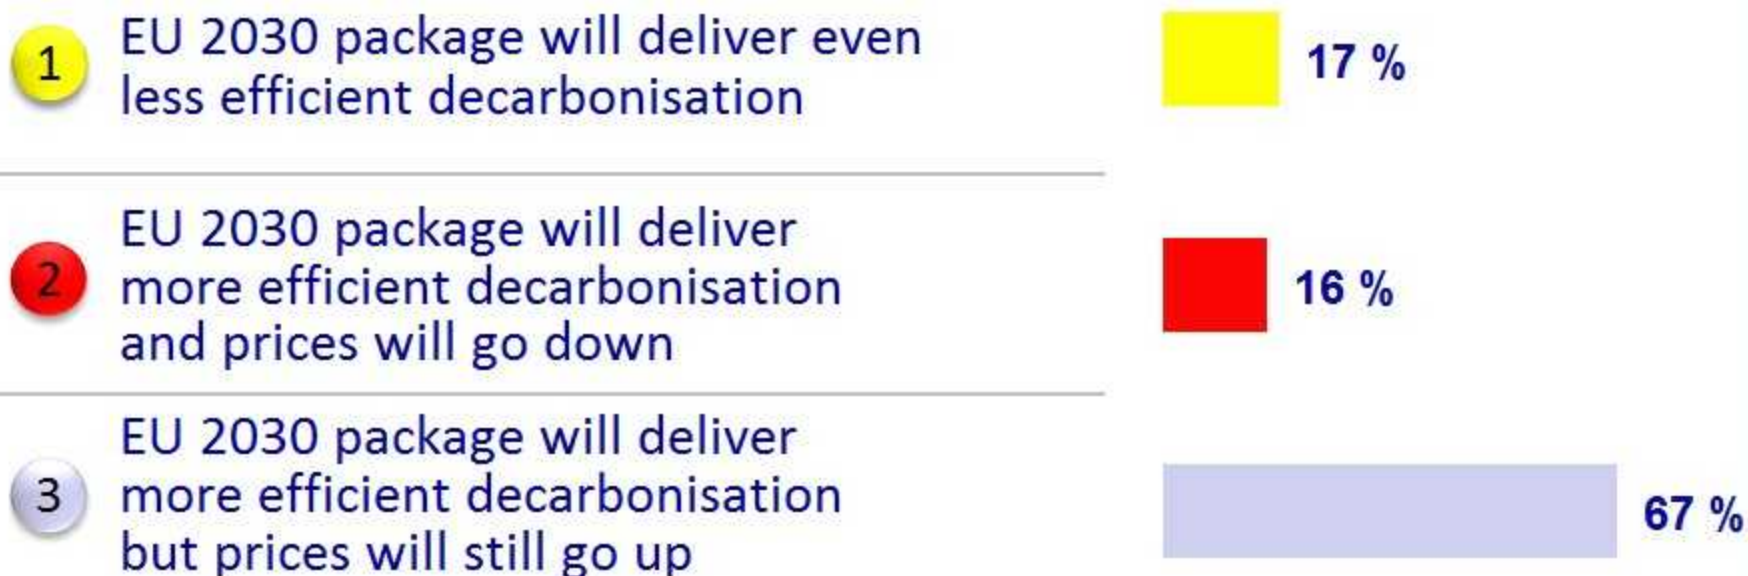 1
EU 2030 package will deliver even
less efficient decarbonisation
17 %
2
EU 2030 package will deliver
more efficient decarbonisation
and prices will go down
16 %
3
EU 2030 package will deliver
more efficient decarbonisation
but prices will still go up
67 %